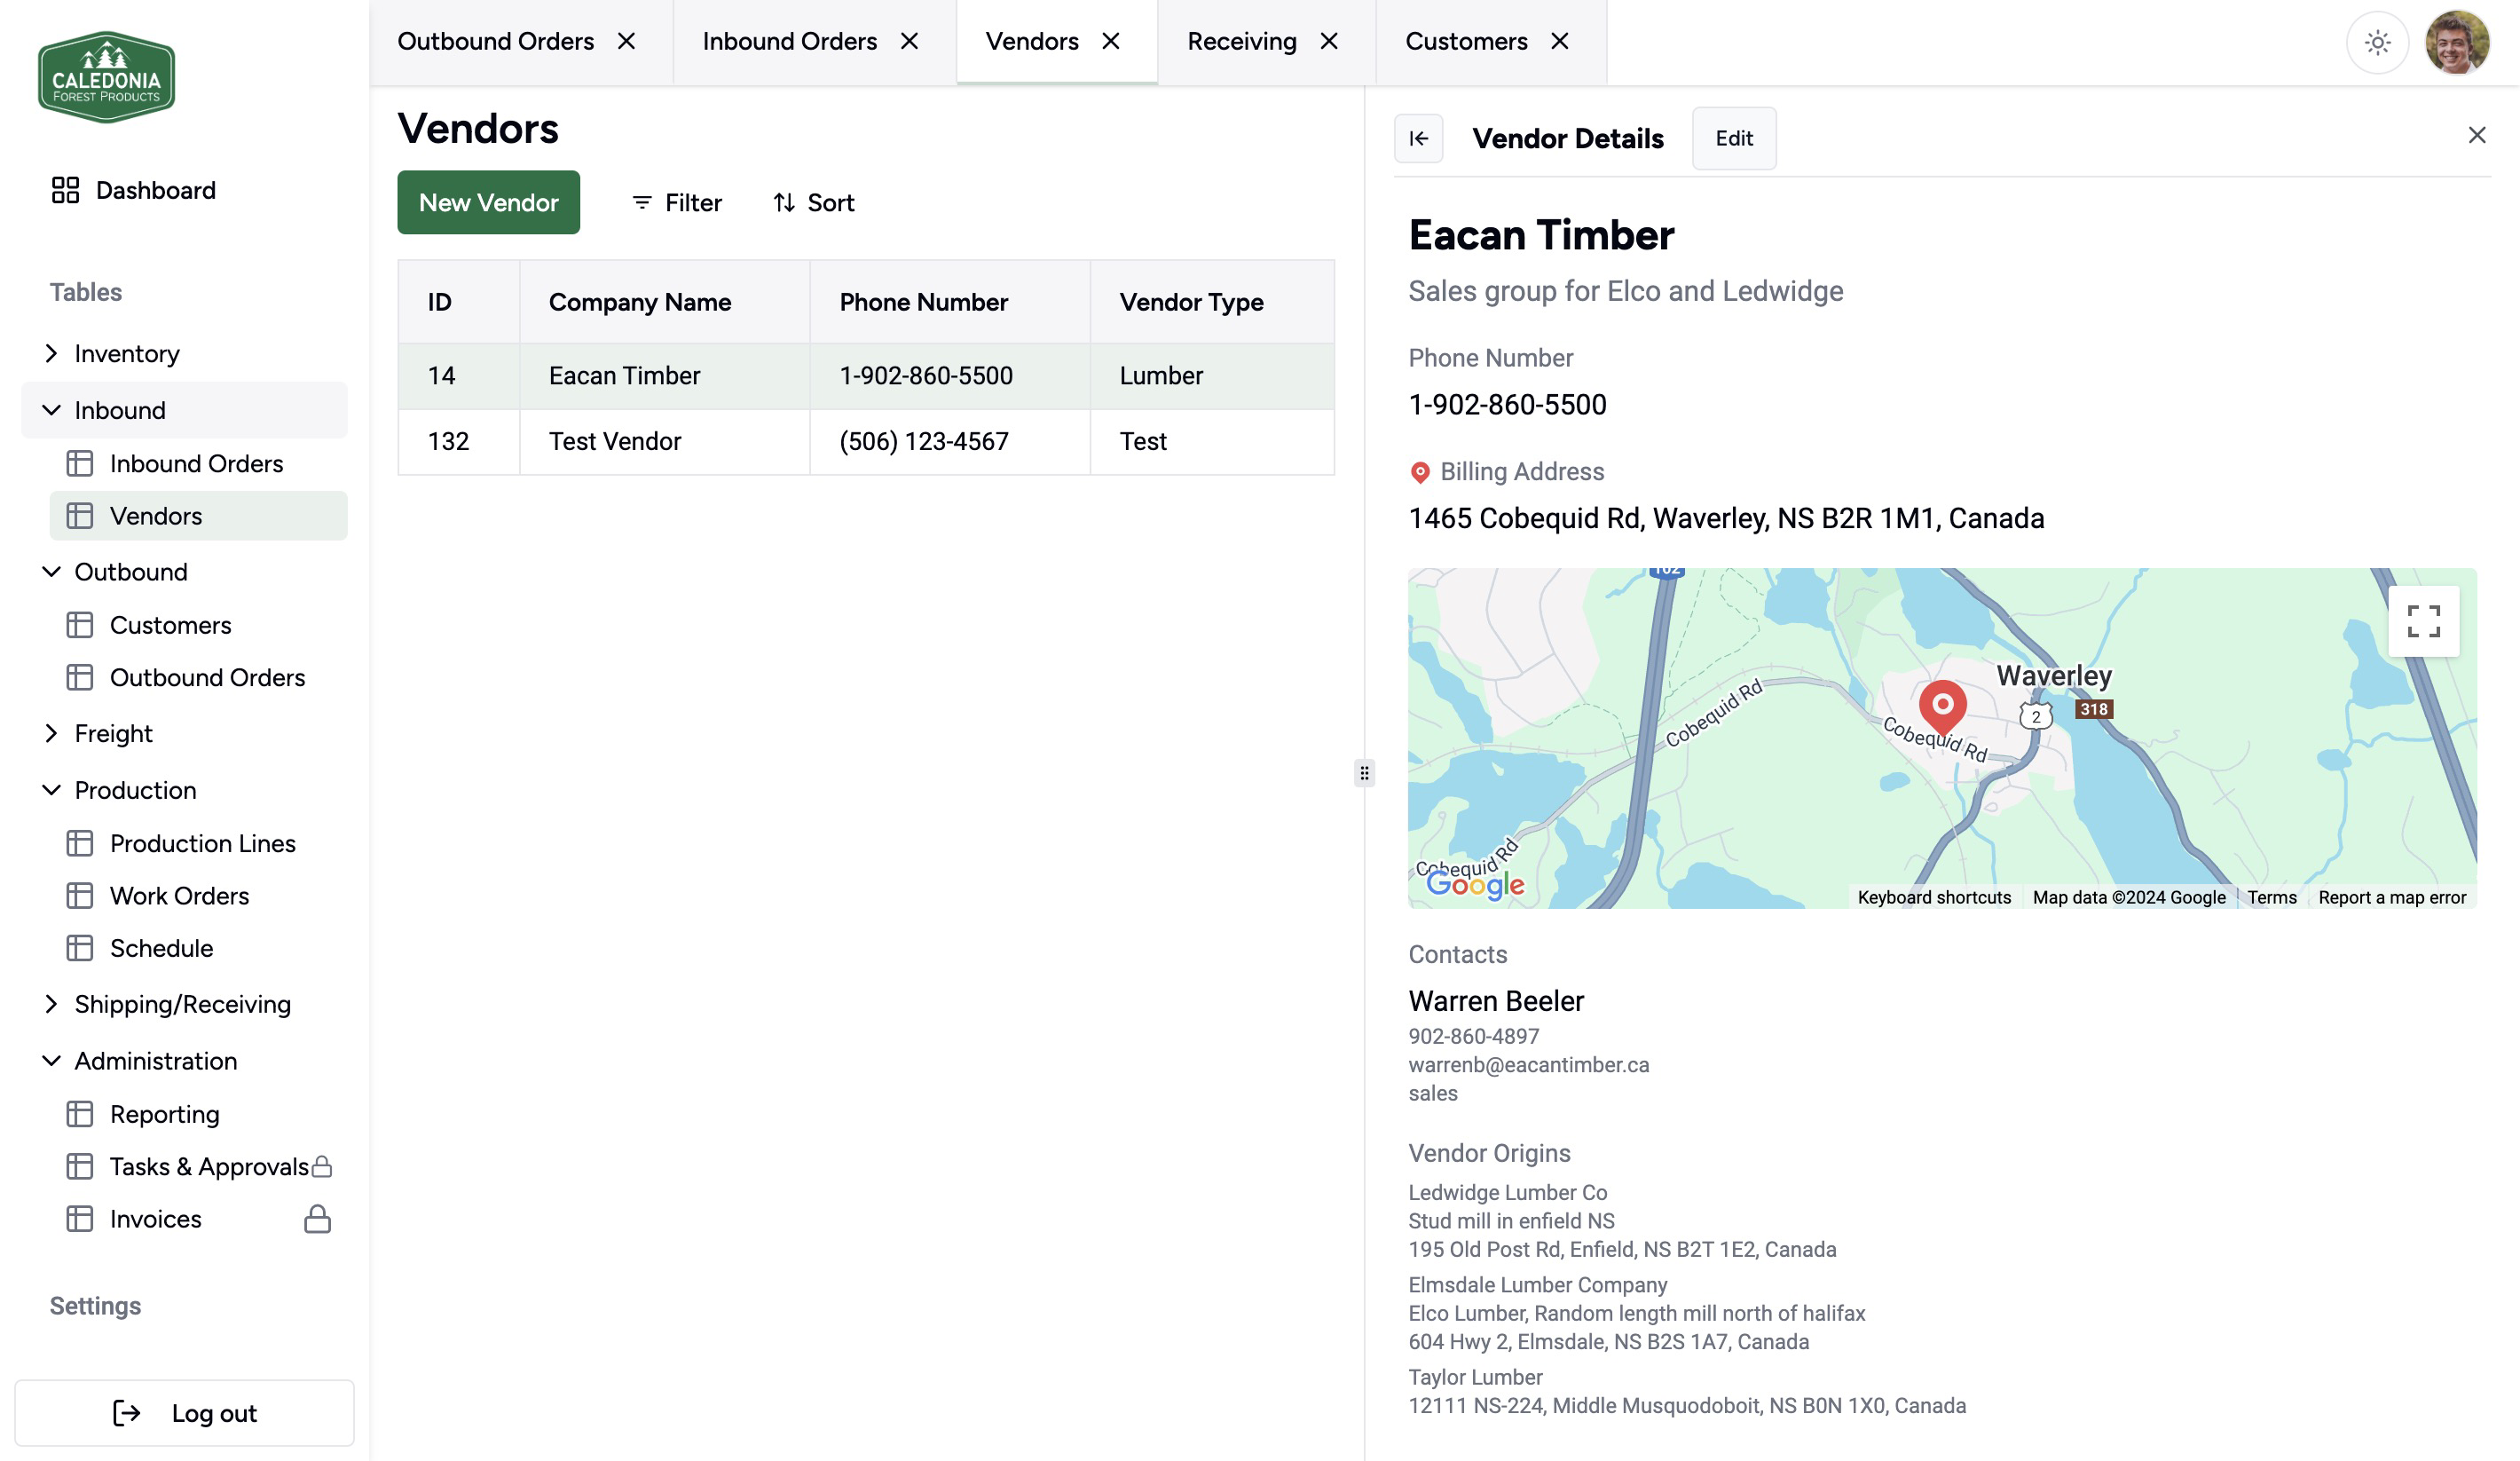 CALEDONIA
FOREST PRODUCTS
Dashboard
Tables
Inventory
Inbound
Inbound Orders
Vendors
Outbound
Customers
Outbound Orders
Freight
Production
Production Lines
Work Orders
Schedule
Shipping/Receiving
Administration
Reporting
Tasks & Approvals
Invoices
Settings
Log out
Outbound Orders
Inbound Orders
Vendors
Receiving
Customers
Vendors
New Vendor
Filter
Sort
ID Company Name Phone Number Vendor Type
14 Eacan Timber 1-902-860-5500 Lumber
132 Test Vendor (506) 123-4567 Test
Vendor Details
Edit
Eacan Timber
Sales group for Elco and Ledwidge
Phone Number
1-902-860-5500
Billing Address
1465 Cobequid Rd, Waverley, NS B2R 1M1, Canada
102
Waverley
318
2
Cobequid Rd
Cobequid Rd
Cobequid Rd
Google
Keyboard shortcuts Map data ©2024 Google Terms Report a map error
Contacts
Warren Beeler
902-860-4897
warrenb@eacantimber.ca
sales
Vendor Origins
Ledwidge Lumber Co
Stud mill in enfield NS
195 Old Post Rd, Enfield, NS B2T 1E2, Canada
Elmsdale Lumber Company
Elco Lumber, Random length mill north of halifax
604 Hwy 2, Elmsdale, NS B2S 1A7, Canada
Taylor Lumber
12111 NS-224, Middle Musquodoboit, NS B0N 1X0, Canada